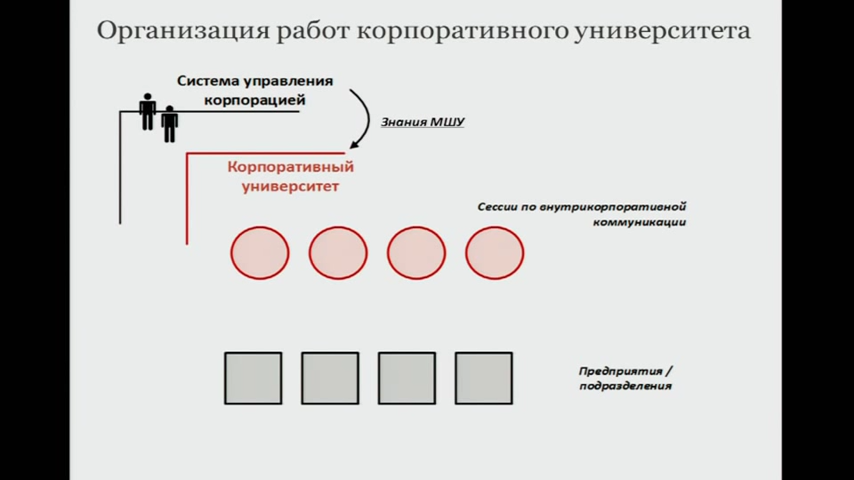 Организация работ корпоративного университета
Система управления
корпорацией
Знания МШУ
Корпоративный
университет
Сессии по внутрикорпоративной
коммуникации
Предприятия /
подразделения